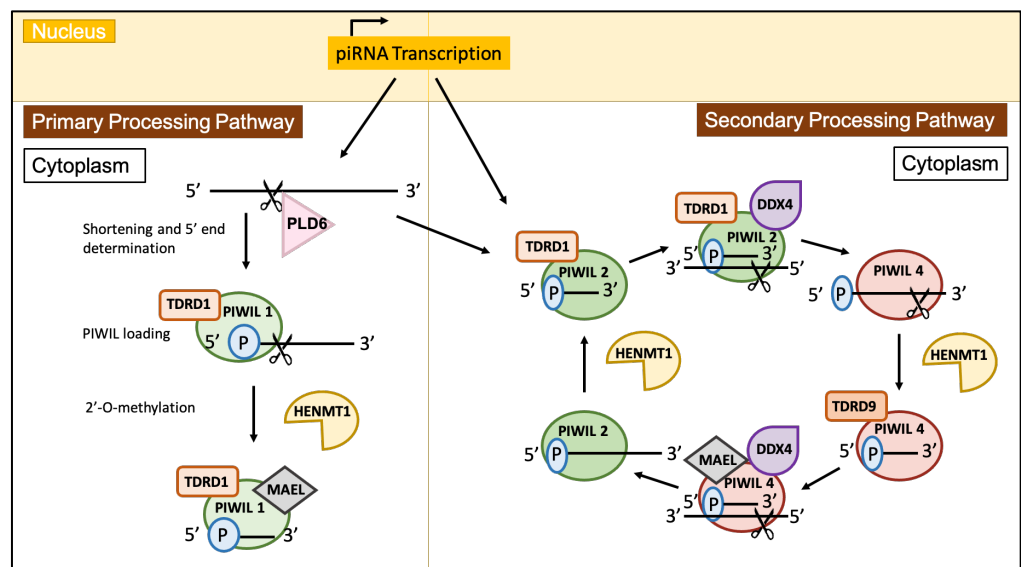 Nucleus
piRNA Transcription
Primary Processing Pathway
Secondary Processing Pathway
Cytoplasm
Cytoplasm
5’ 3’
PLD6
Shortening and 5’ end
determination
TDRD1
PIWIL 1
PIWIL loading
5’ P 3’
2’-O-methylation
HENMT1
TDRD1
MAEL
PIWIL 1
5’ P 3’
TDRD1
PIWIL 2
5’ P 3’
TDRD1
DDX4
PIWIL 2
5’ P 3’
3’ 5’
PIWIL 4
5’ P 3’
HENMT1
TDRD9
PIWIL 4
5’ P 3’
MAEL
DDX4
PIWIL 4
5’ P 3’
3’ 5’
PIWIL 2
5’ P 3’
HENMT1